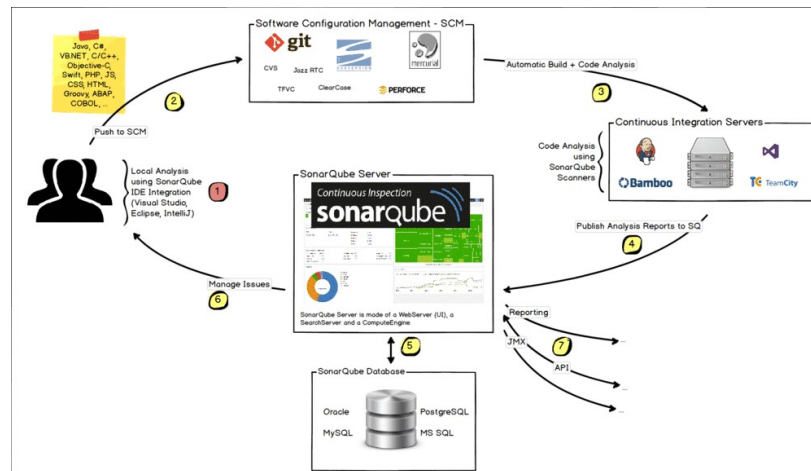 Software Configuration Management - SCM
git
SUBVERSION
mercurial
CVS
Jazz RTC
TFVC
ClearCase
PERFORCE
Java, C#,
VB.NET, C/C++,
Objective-C,
Swift, PHP, JS,
CSS, HTML,
Groovy, ABAP,
COBOL, ...
2
Push to SCM
Automatic Build + Code Analysis
3
Continuous Integration Servers
Code Analysis
using
SonarQube
Scanners
Bamboo
TeamCity
Local Analysis
using SonarQube
IDE Integration
(Visual Studio,
Eclipse, IntelliJ)
1
SonarQube Server
Continuous Inspection
sonarqube
SonarQube Server is made of a WebServer (UI), a
SearchServer and a ComputeEngine
Publish Analysis Reports to SQ
4
Manage Issues
6
Reporting
...
7
JMX
API
...
...
5
SonarQube Database
Oracle
PostgreSQL
MySQL
MS SQL